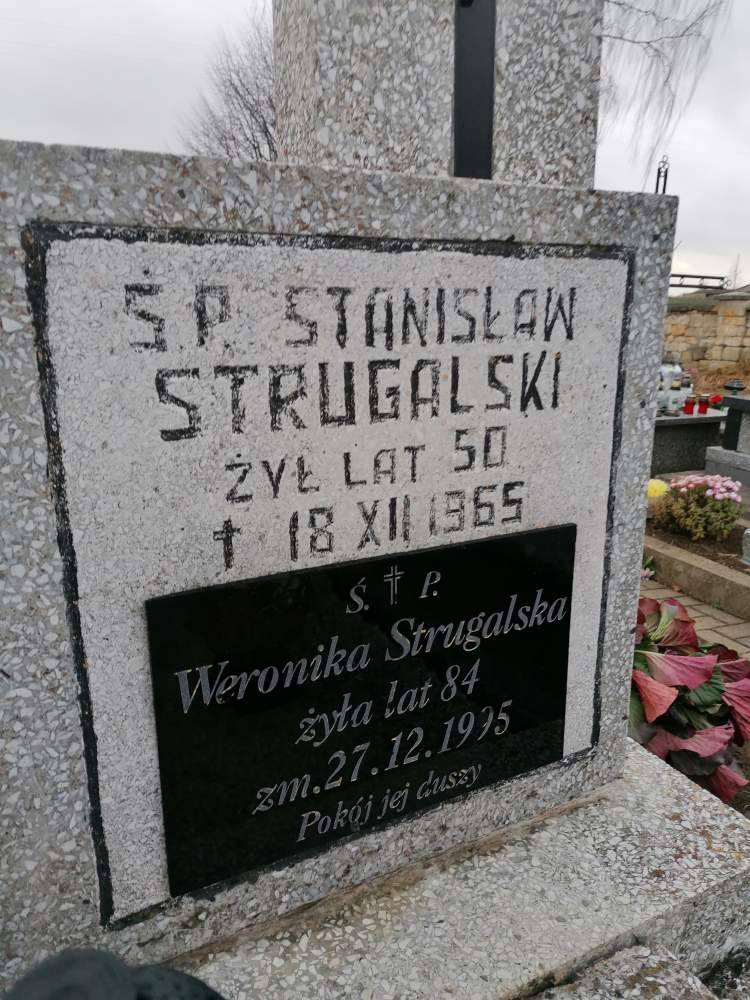 Ś.P. STANISŁAW
STRUGALSKI
ŻYŁ LAT 50
† 18 XII 1965
Ś. † P.
Weronika Strugalska
żyła lat 84
zm. 27.12.1995
Pokój jej duszy